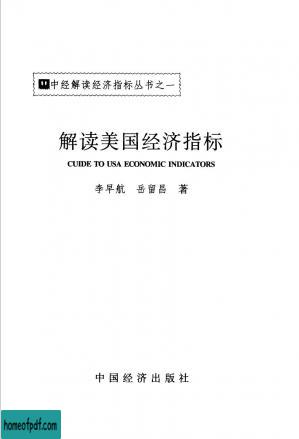 中经解读经济指标丛书之一
解读美国经济指标
CUIDE TO USA ECONOMIC INDICATORS
李早航 岳留昌 著
中国经济出版社
homeofpdf.com